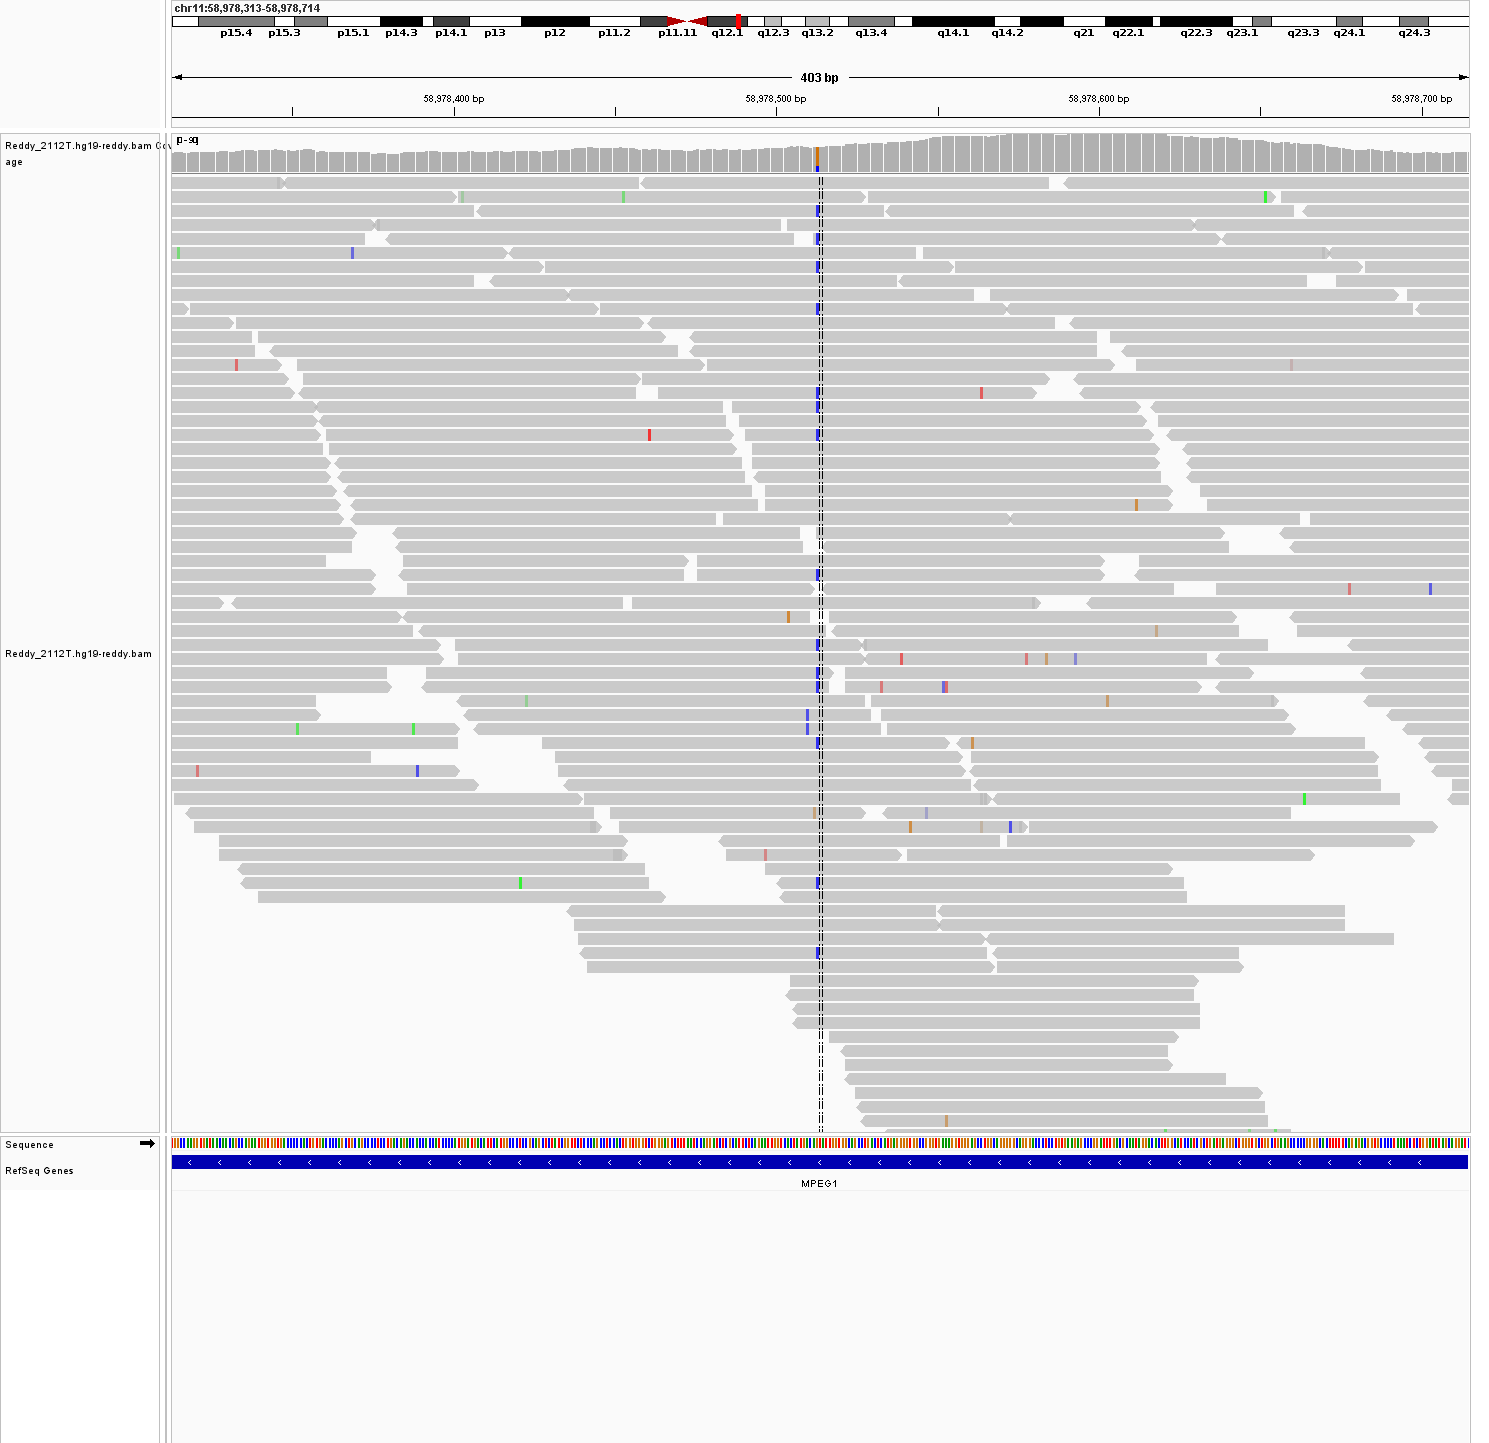 chr11:58,978,313-58,978,714
p15.4 p15.3 p15.1 p14.3 p14.1 p13 p12 p11.2 p11.11 q12.1 q12.3 q13.2 q13.4 q14.1 q14.2 q21 q22.1 q22.3 q23.1 q23.3 q24.1 q24.3
403 bp
58,978,400 bp 58,978,500 bp 58,978,600 bp 58,978,700 bp
Reddy_2112T.hg19-reddy.bam Cov
age
Reddy_2112T.hg19-reddy.bam
Sequence
RefSeq Genes
MPEG1